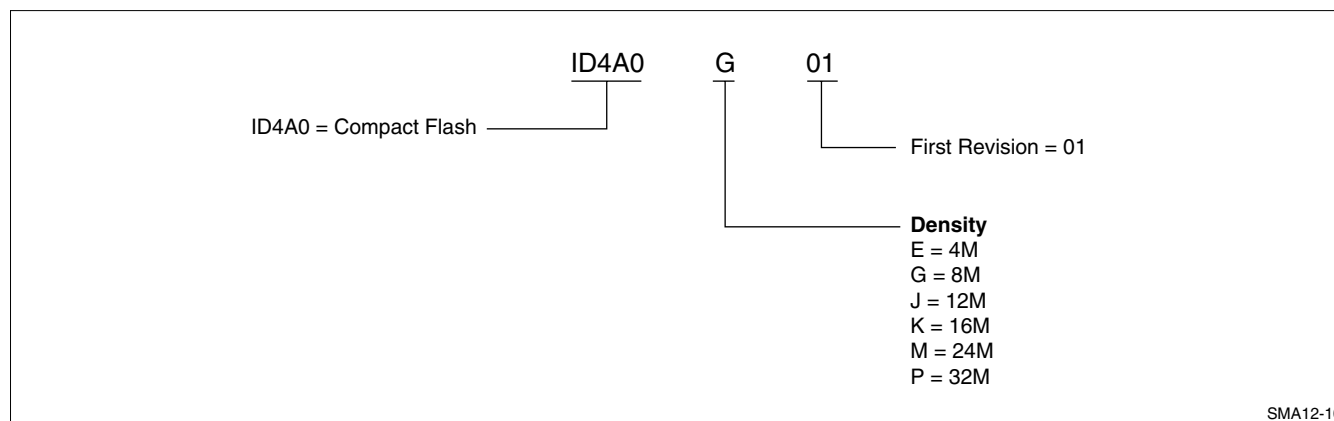 ID4A0 G 01
ID4A0 = Compact Flash
First Revision = 01
Density
E = 4M
G = 8M
J = 12M
K = 16M
M = 24M
P = 32M